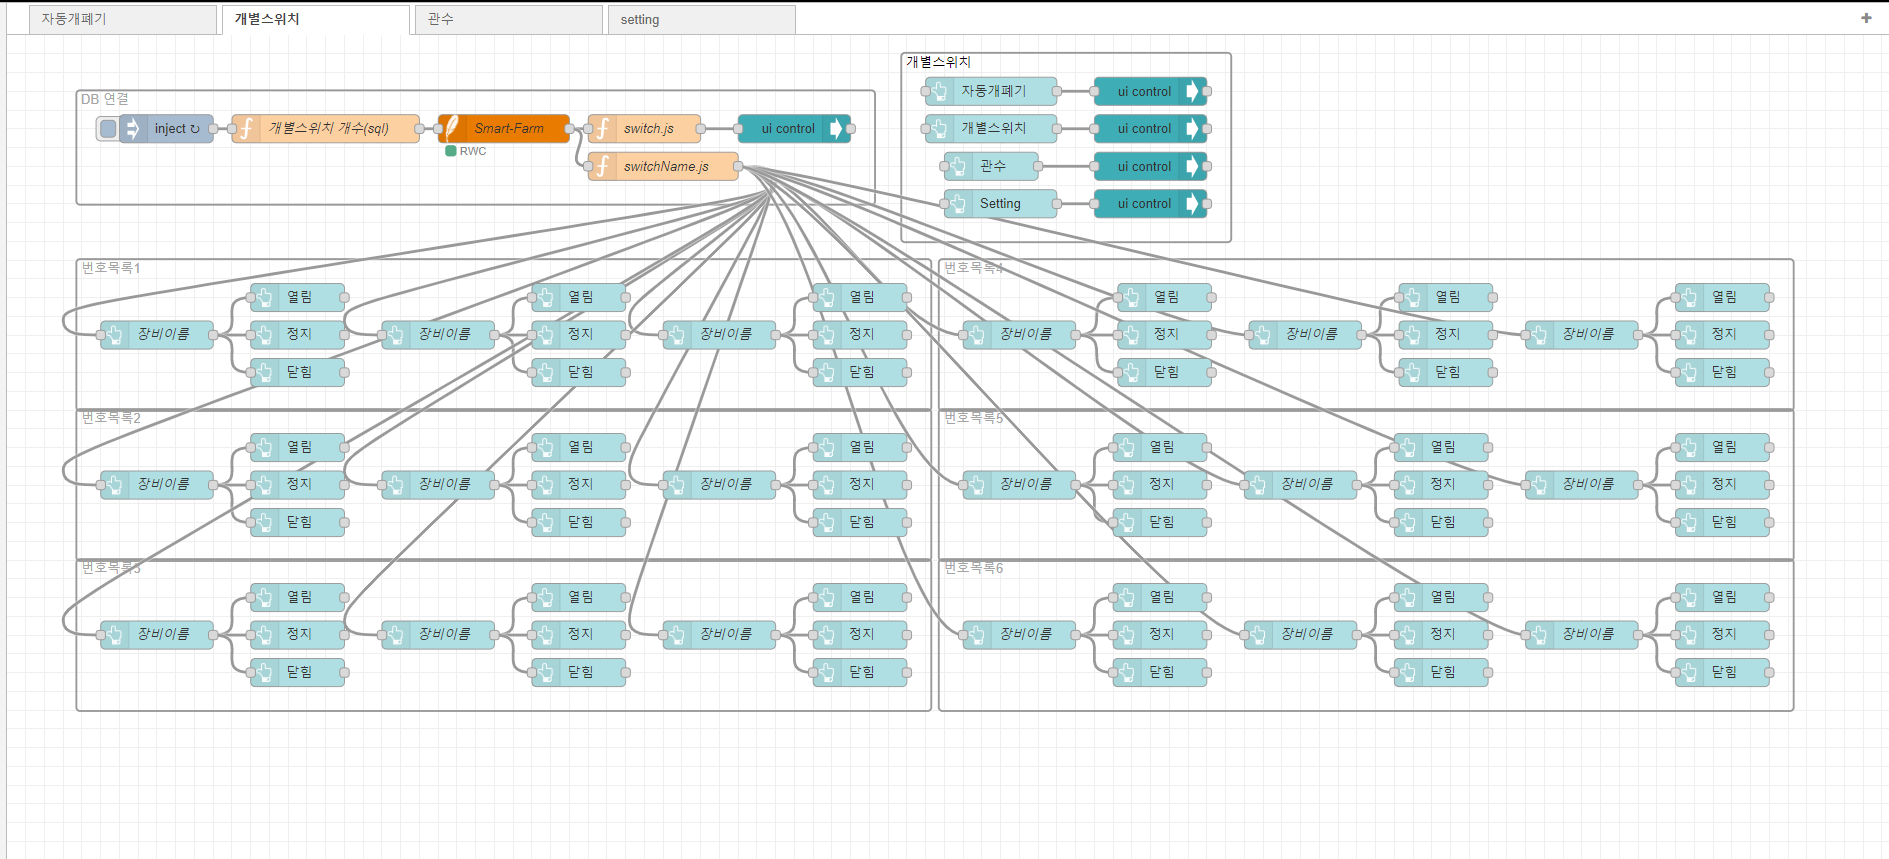 자동개폐기
개별스위치
관수
setting
DB 연결
inject ↻
개별스위치 개수(sql)
Smart-Farm
RWC
switch.js
ui control
switchName.js
개별스위치
자동개폐기
ui control
개별스위치
ui control
관수
ui control
Setting
ui control
번호목록1
열림
열림
열림
장비이름
정지
장비이름
정지
장비이름
정지
닫힘
닫힘
닫힘
번호목록4
열림
열림
열림
장비이름
정지
장비이름
정지
장비이름
정지
닫힘
닫힘
닫힘
번호목록2
열림
열림
열림
장비이름
정지
장비이름
정지
장비이름
정지
닫힘
닫힘
닫힘
번호목록5
열림
열림
열림
장비이름
정지
장비이름
정지
장비이름
정지
닫힘
닫힘
닫힘
번호목록3
열림
열림
열림
장비이름
정지
장비이름
정지
장비이름
정지
닫힘
닫힘
닫힘
번호목록6
열림
열림
열림
장비이름
정지
장비이름
정지
장비이름
정지
닫힘
닫힘
닫힘